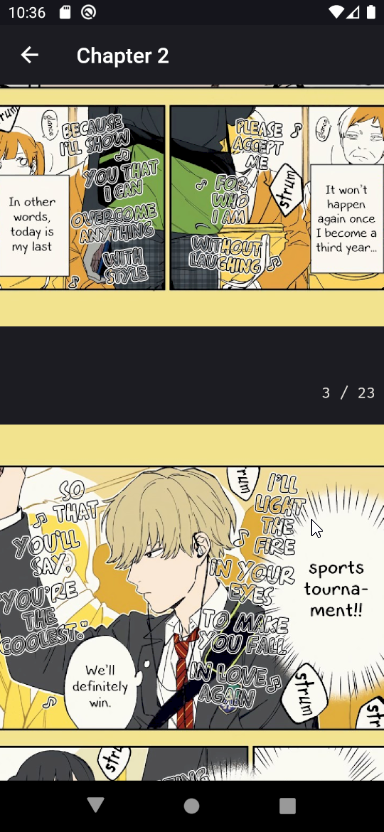 10:36
Chapter 2
strum
BECAUSE
I'LL SHOW
YOU THAT
I CAN
OVERCOME
ANYTHING
WITH
STYLE
In other
words,
today is
my last
PLEASE
ACCEPT
ME
FOR
WHO
I AM
WITHOUT
LAUGHING
strum
It won't
happen
again once
I become a
third year...
3 / 23
SO
THAT
YOU'LL
SAY,
"YOU'RE
THE
COOLEST."
We'll
definitely
win.
strum
I'LL
LIGHT
THE
FIRE
IN YOUR
EYES
TO MAKE
YOU FALL
IN LOVE
AGAIN
sports
tourna-
ment!!
strum
strum